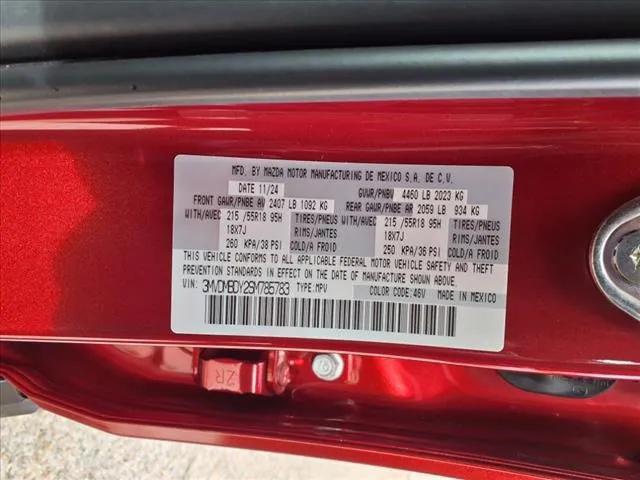 MFD. BY MAZDA MOTOR MANUFACTURING DE MEXICO S.A. DE C.V.
DATE 11/24 GVWR/PNBV 4460 LB 2023 KG
FRONT GAWR/PNBE AV 2407 LB 1092 KG REAR GAWR/PNBE AR 2059 LB 934 KG
WITH/AVEC 215 /55R18 95H TIRES/PNEUS WITH/AVEC 215 /55R18 95H TIRES/PNEUS
18X7J RIMS/JANTES 18X7J RIMS/JANTES
260 KPA/38 PSI COLD/A FROID 250 KPA/36 PSI COLD/A FROID
THIS VEHICLE CONFORMS TO ALL APPLICABLE FEDERAL MOTOR VEHICLE SAFETY AND THEFT
PREVENTION STANDARDS IN EFFECT ON THE DATE OF MANUFACTURE SHOWN ABOVE.
VIN: 3MVDMBDY2SM785783 TYPE:MPV COLOR CODE:46V
MADE IN MEXICO
2R